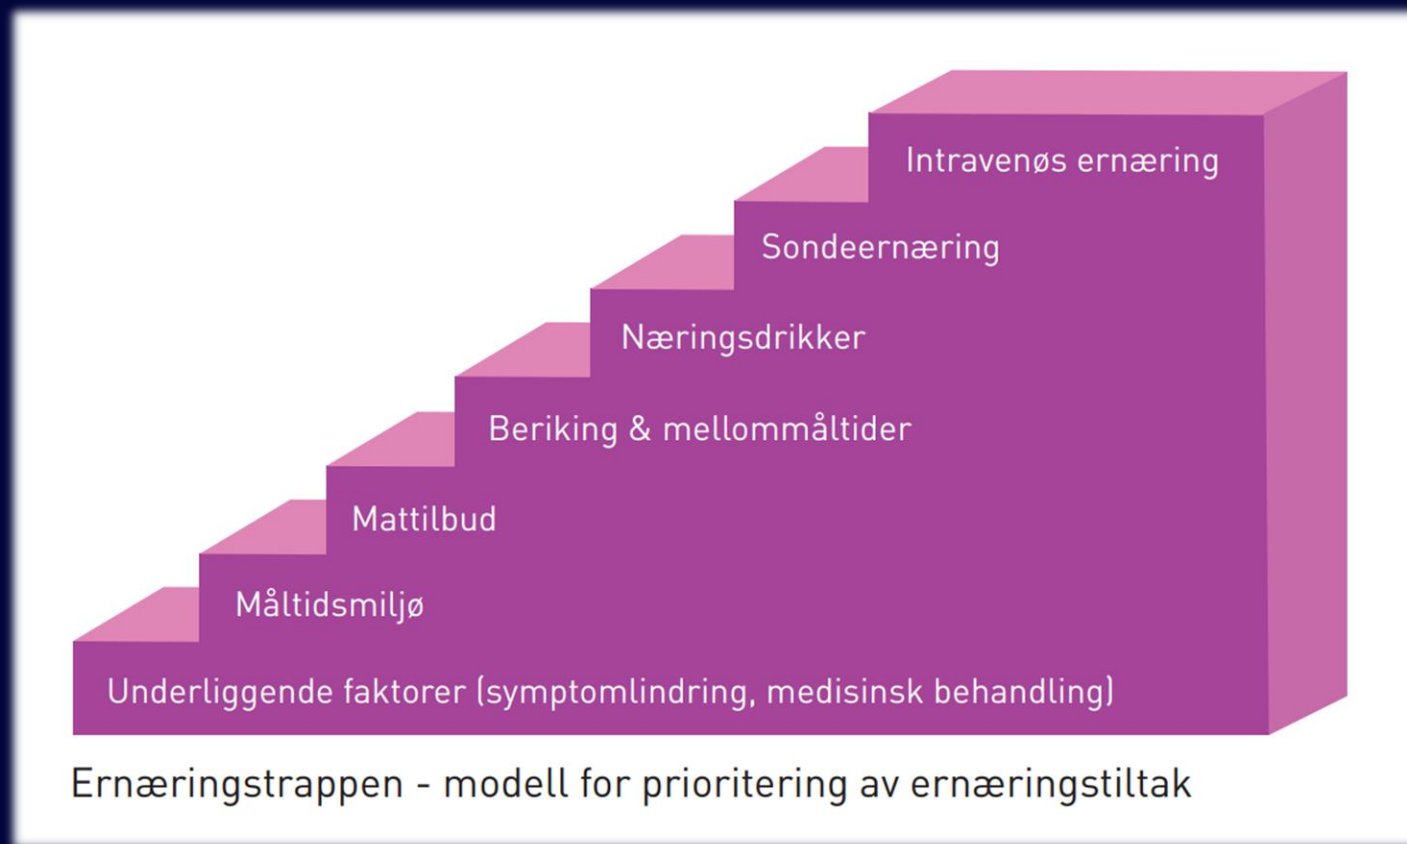 Intravenøs ernæring
Sondeernæring
Næringsdrikker
Beriking & mellommåltider
Mattilbud
Måltidsmiljø
Underliggende faktorer (symptomlindring, medisinsk behandling)
Ernæringstrappen - modell for prioritering av ernæringstiltak